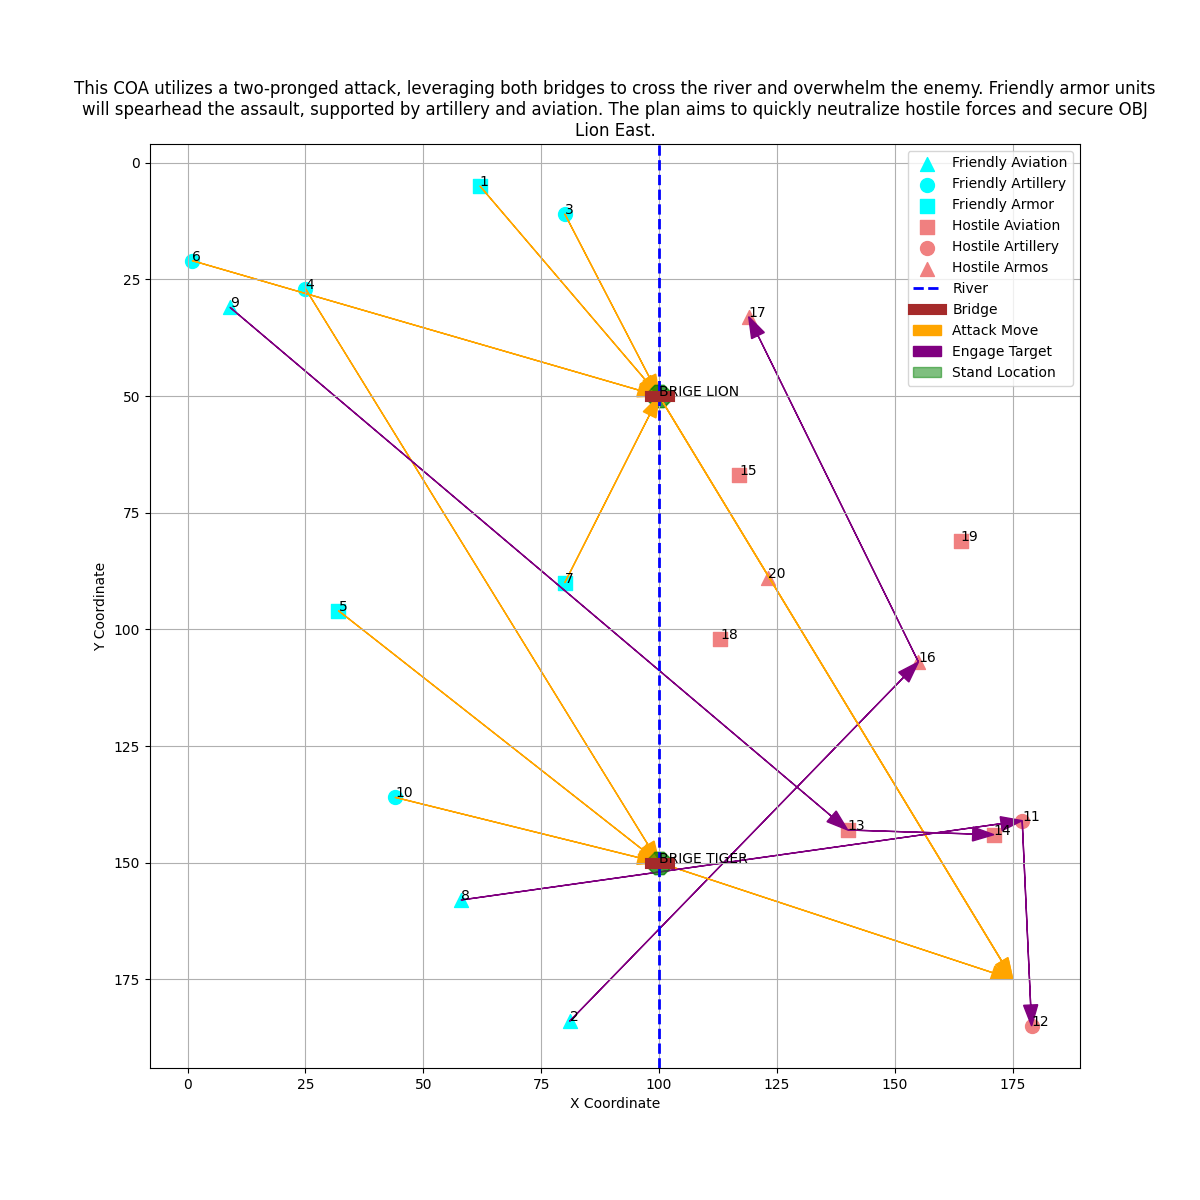 This COA utilizes a two-pronged attack, leveraging both bridges to cross the river and overwhelm the enemy. Friendly armor units
will spearhead the assault, supported by artillery and aviation. The plan aims to quickly neutralize hostile forces and secure OBJ
Lion East.
Friendly Aviation
Friendly Artillery
Friendly Armor
Hostile Aviation
Hostile Artillery
Hostile Armos
River
Bridge
Attack Move
Engage Target
Stand Location
0
25
50
75
100
125
150
175
Y Coordinate
1
3
6
4
9
17
BRIGE LION
15
19
20
7
5
18
16
10
11
13
14
BRIGE TIGER
8
2
12
0
25
50
75
100
125
150
175
X Coordinate